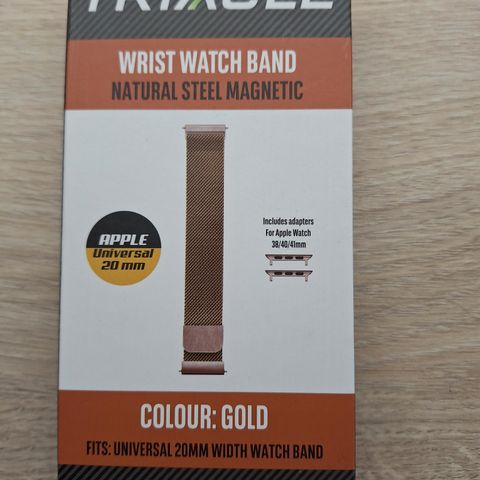 WRIST WATCH BAND
NATURAL STEEL MAGNETIC
APPLE
Universal
20 mm
Includes adapters
For Apple Watch
38/40/41mm
COLOUR: GOLD
FITS: UNIVERSAL 20MM WIDTH WATCH BAND